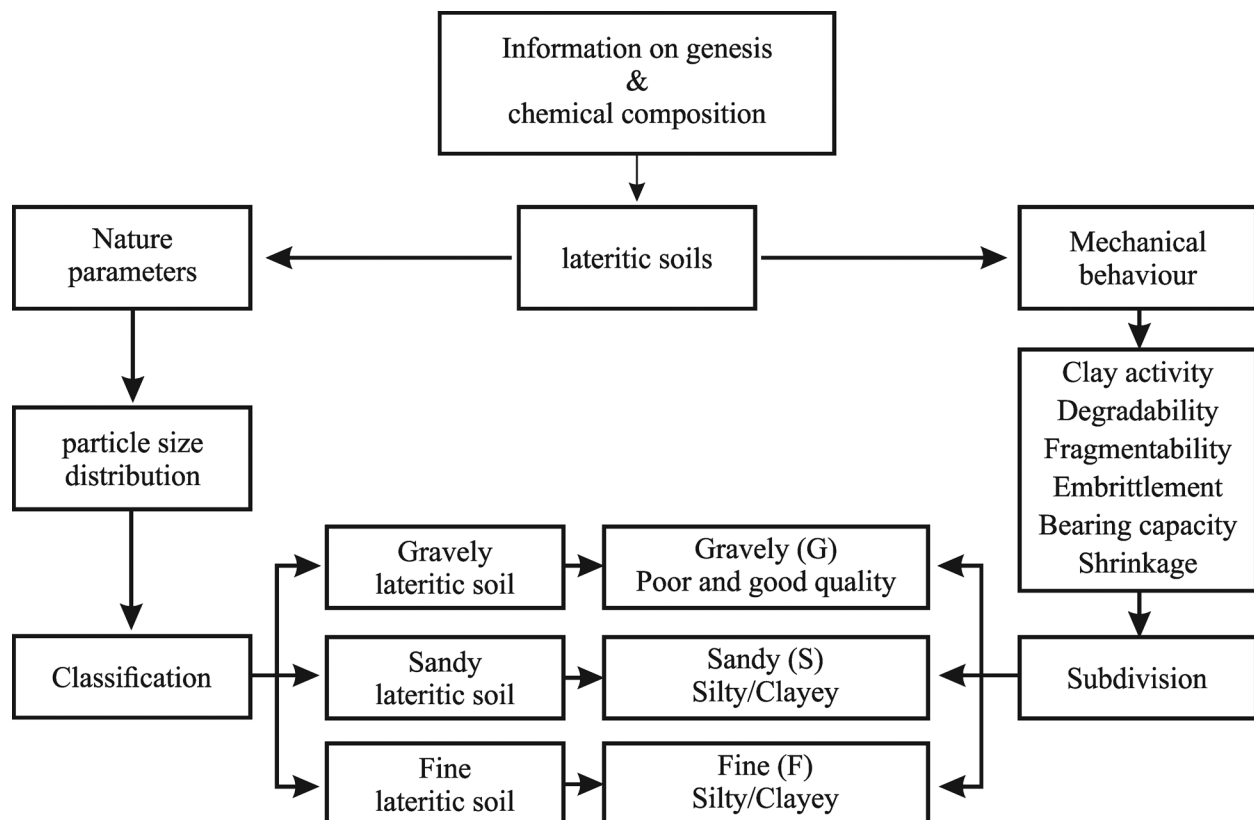 Information on genesis
&
chemical composition
Nature
parameters
lateritic soils
Mechanical
behaviour
particle size
distribution
Clay activity
Degradability
Fragmentability
Embrittlement
Bearing capacity
Shrinkage
Classification
Gravely
lateritic soil
Gravely (G)
Poor and good quality
Sandy
lateritic soil
Sandy (S)
Silty/Clayey
Fine
lateritic soil
Fine (F)
Silty/Clayey
Subdivision